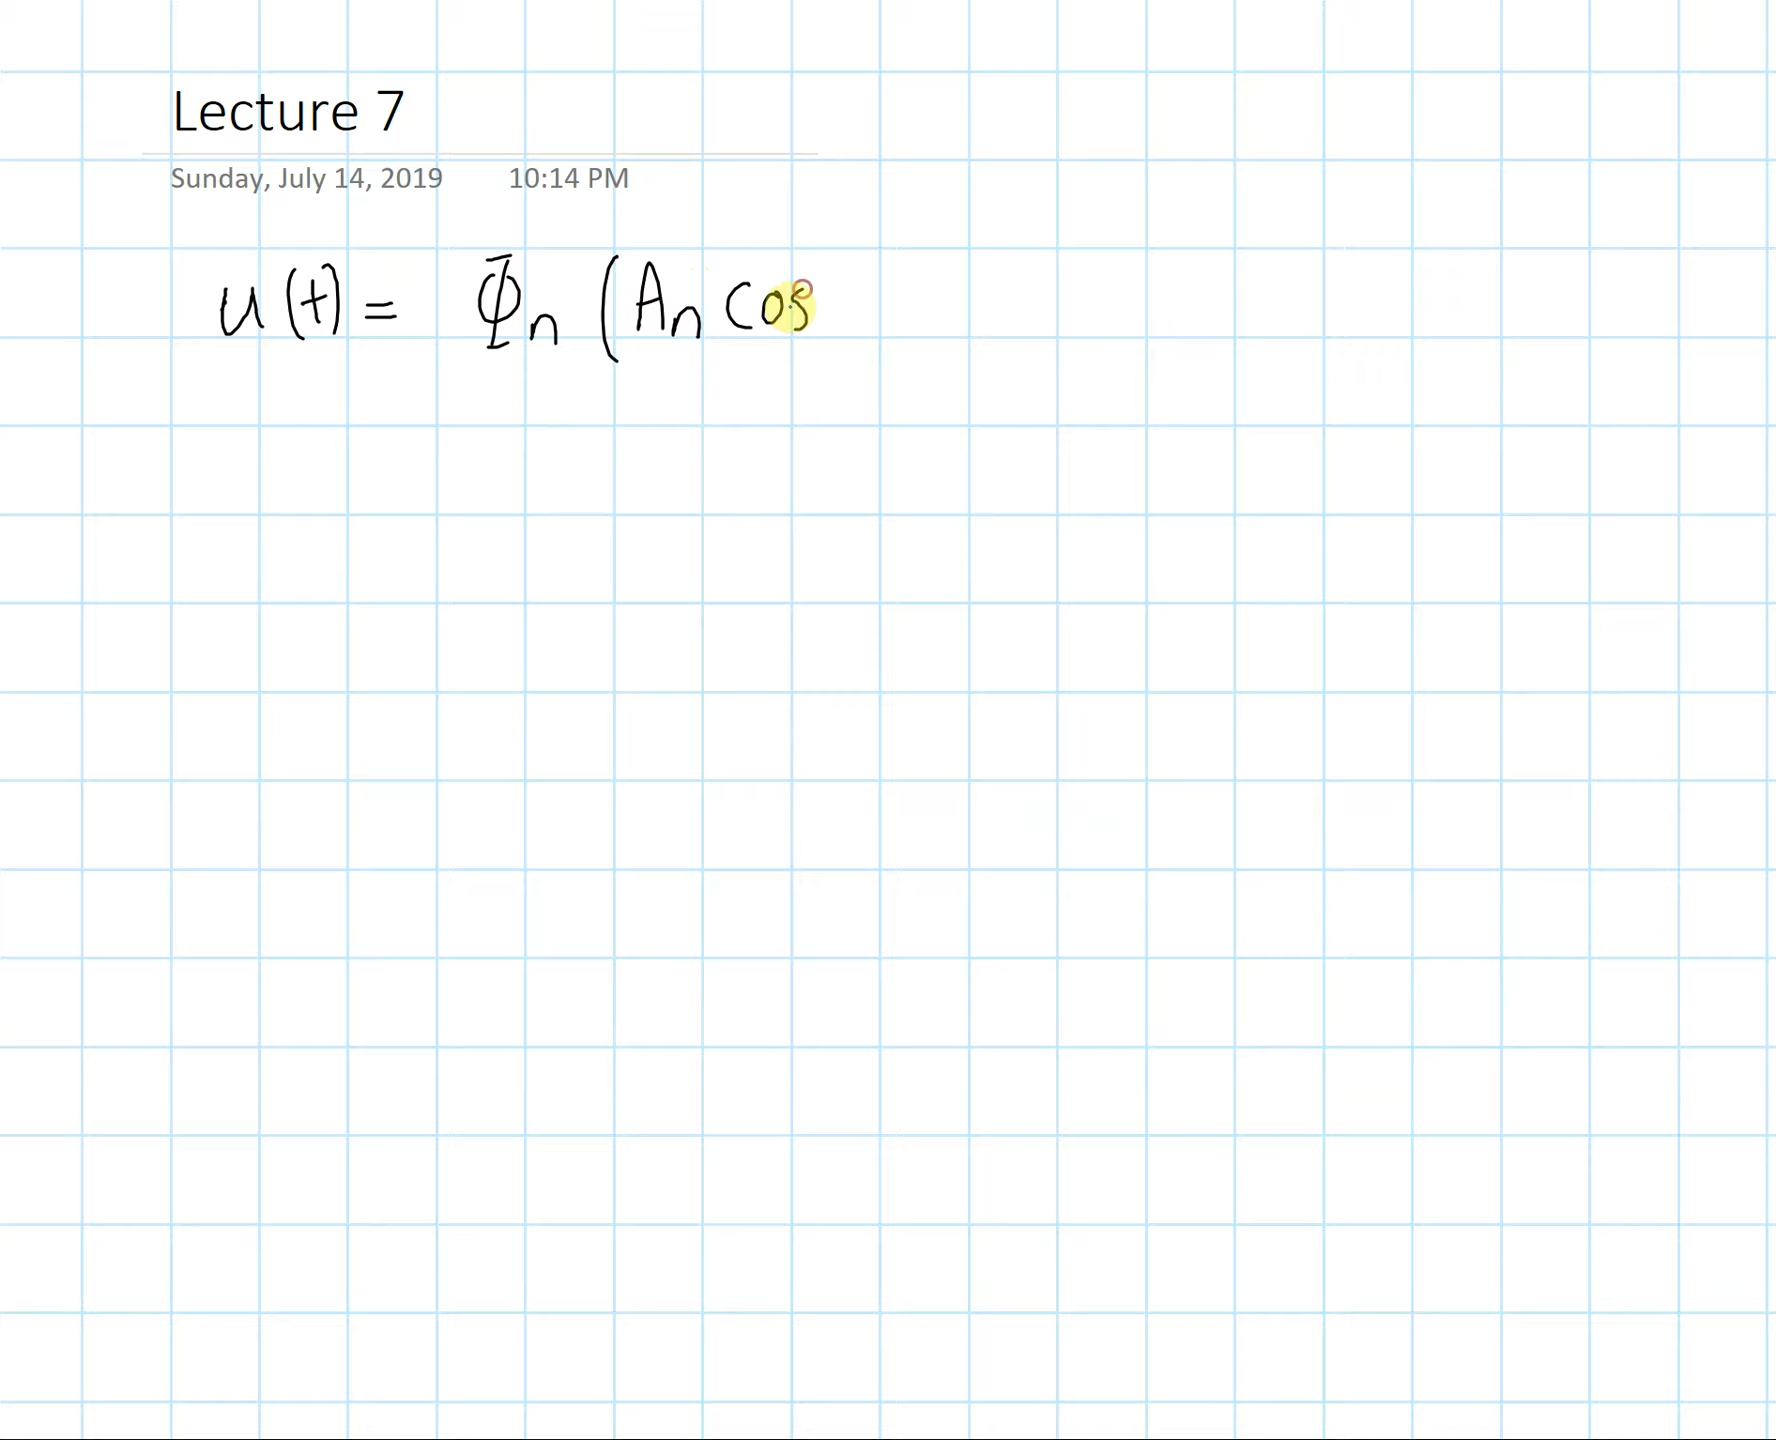 Lecture 7
Sunday, July 14, 2019 10:14 PM
u(t) = Φn (An cos